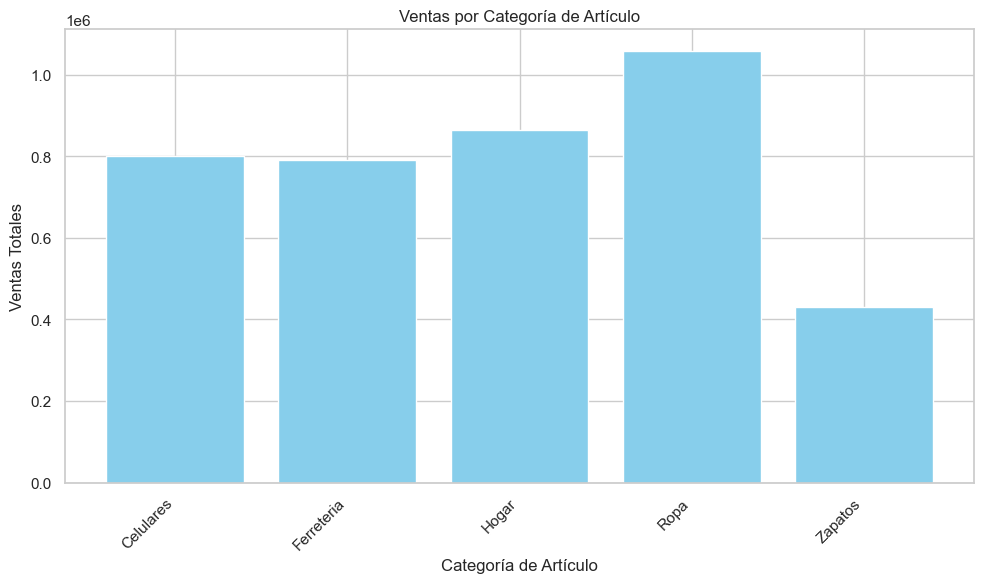 Ventas por Categoría de Artículo
1e6
1.0
0.8
0.6
0.4
0.2
0.0
Ventas Totales
Celulares
Ferreteria
Hogar
Ropa
Zapatos
Categoría de Artículo